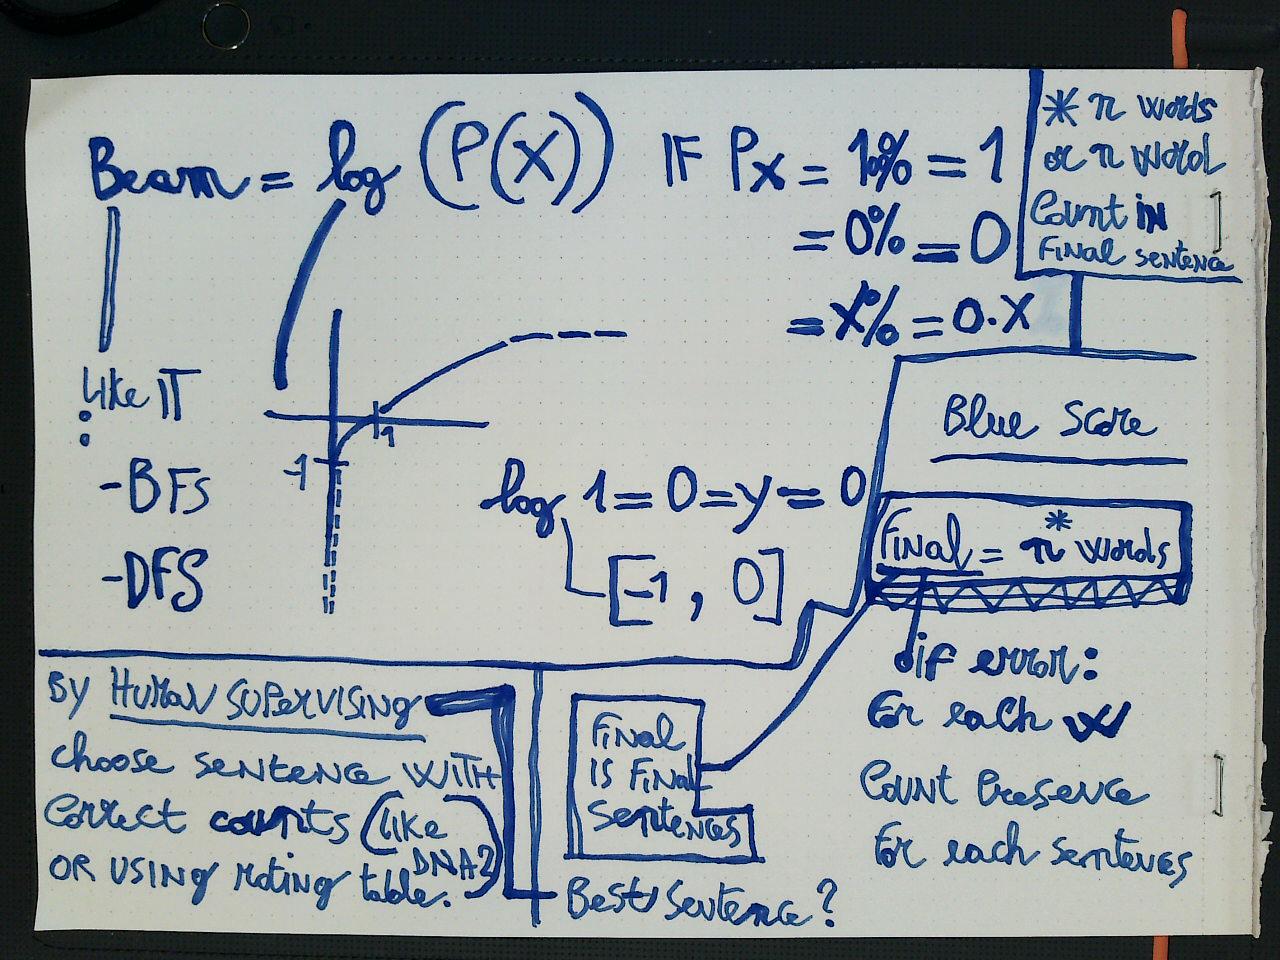 Beam = log (P(X))
IF Px = 100% = 1
= 0% = 0
= X% = 0.X
* n words
or n word
Count IN
Final sentence
Like IT
:
-BFS
-DFS
1
-1
log 1 = 0 = y = 0
[-1, 0]
Blue Score
Final = n* words
if error:
For each w
Count Presence
For each sentences
By HUMAN SUPERVISING
choose sentence WITH
correct counts (like
DNA?)
OR USING rating table.
Final
IS Final
Sentences
Best Sentence?